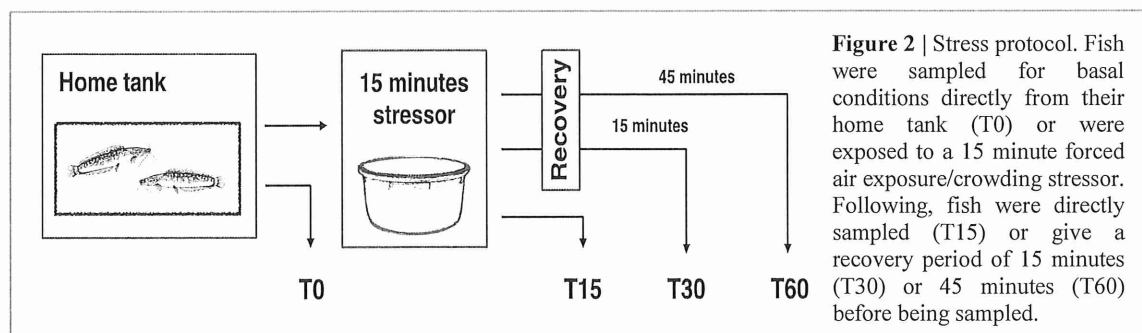 Home tank
15 minutes
stressor
Recovery
45 minutes
15 minutes
T0
T15
T30
T60
Figure 2 | Stress protocol. Fish
were sampled for basal
conditions directly from their
home tank (T0) or were
exposed to a 15 minute forced
air exposure/crowding stressor.
Following, fish were directly
sampled (T15) or give a
recovery period of 15 minutes
(T30) or 45 minutes (T60)
before being sampled.